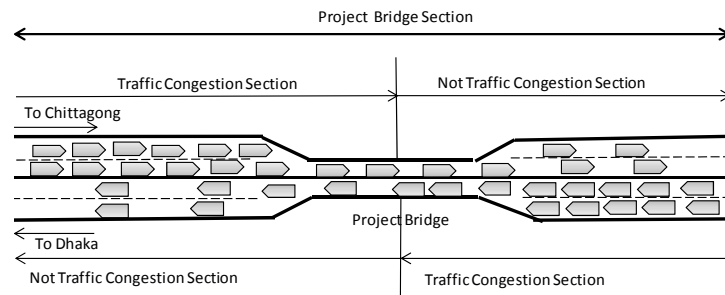 Project Bridge Section
Traffic Congestion Section
Not Traffic Congestion Section
To Chittagong
Project Bridge
To Dhaka
Not Traffic Congestion Section
Traffic Congestion Section